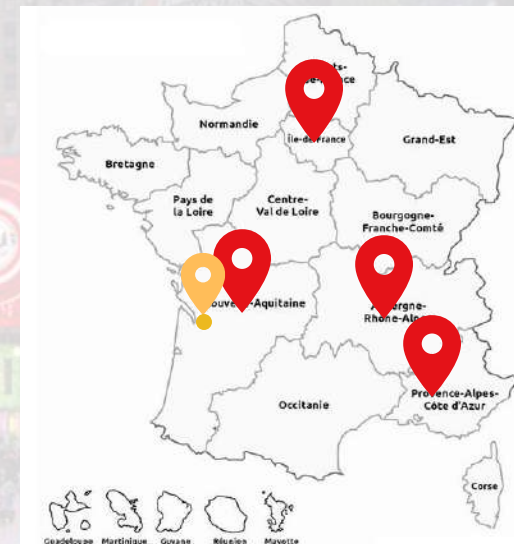 Normandie
Île-de-France
Grand-Est
Bretagne
Pays de
la Loire
Centre-
Val de Loire
Bourgogne-
Franche-Comté
Aquitaine
Rhône-Alpes
Occitanie
Provence-Alpes-
Côte d'Azur
Corse
Guadeloupe Martinique Guyane Réunion Mayotte